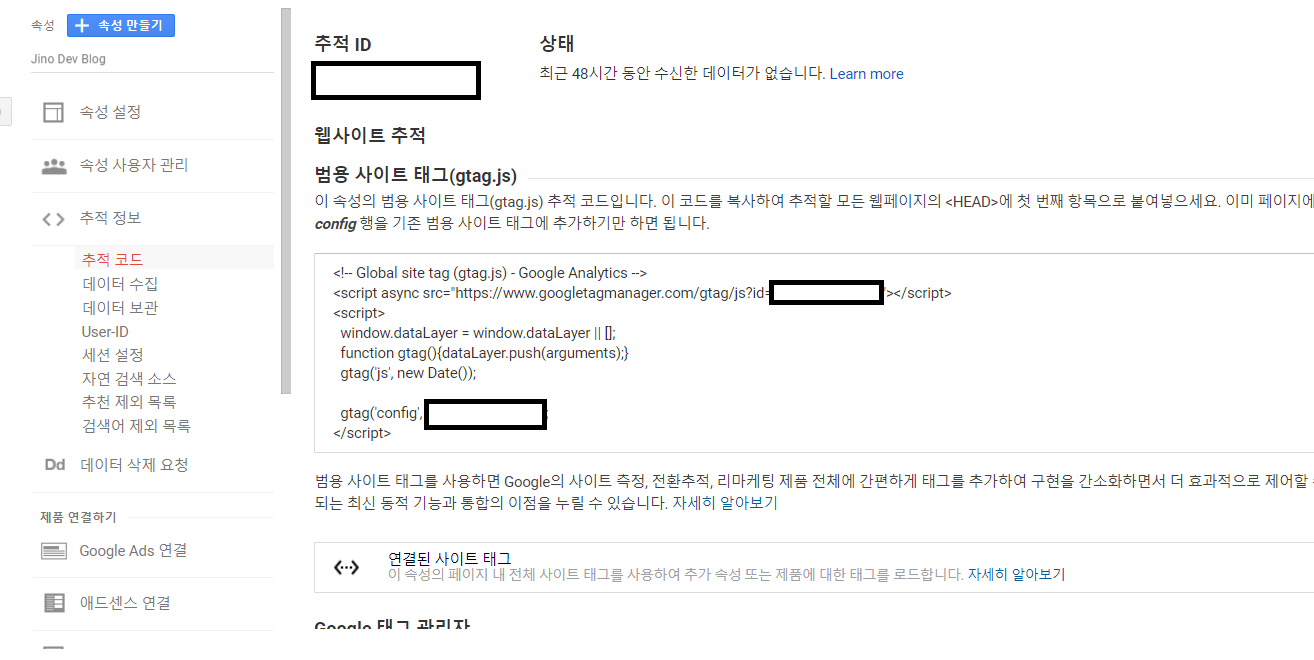 속성 속성 만들기
Jino Dev Blog
속성 설정
속성 사용자 관리
추적 정보
추적 코드
데이터 수집
데이터 보관
User-ID
세션 설정
자연 검색 소스
추천 제외 목록
검색어 제외 목록
Dd 데이터 삭제 요청
제품 연결하기
Google Ads 연결
애드센스 연결
추적 ID
상태
최근 48시간 동안 수신한 데이터가 없습니다. Learn more
웹사이트 추적
범용 사이트 태그(gtag.js)
이 속성의 범용 사이트 태그(gtag.js) 추적 코드입니다. 이 코드를 복사하여 추적할 모든 웹페이지의 <HEAD>에 첫 번째 항목으로 붙여넣으세요. 이미 페이지에
config 행을 기존 범용 사이트 태그에 추가하기만 하면 됩니다.
<!-- Global site tag (gtag.js) - Google Analytics -->
<script async src="https://www.googletagmanager.com/gtag/js?id= "></script>
<script>
window.dataLayer = window.dataLayer || [];
function gtag(){dataLayer.push(arguments);}
gtag('js', new Date());
gtag('config', ;
</script>
범용 사이트 태그를 사용하면 Google의 사이트 측정, 전환추적, 리마케팅 제품 전체에 간편하게 태그를 추가하여 구현을 간소화하면서 더 효과적으로 제어할
되는 최신 동적 기능과 통합의 이점을 누릴 수 있습니다. 자세히 알아보기
연결된 사이트 태그
이 속성의 페이지 내 전체 사이트 태그를 사용하여 추가 속성 또는 제품에 대한 태그를 로드합니다. 자세히 알아보기
Google 태그 관리자